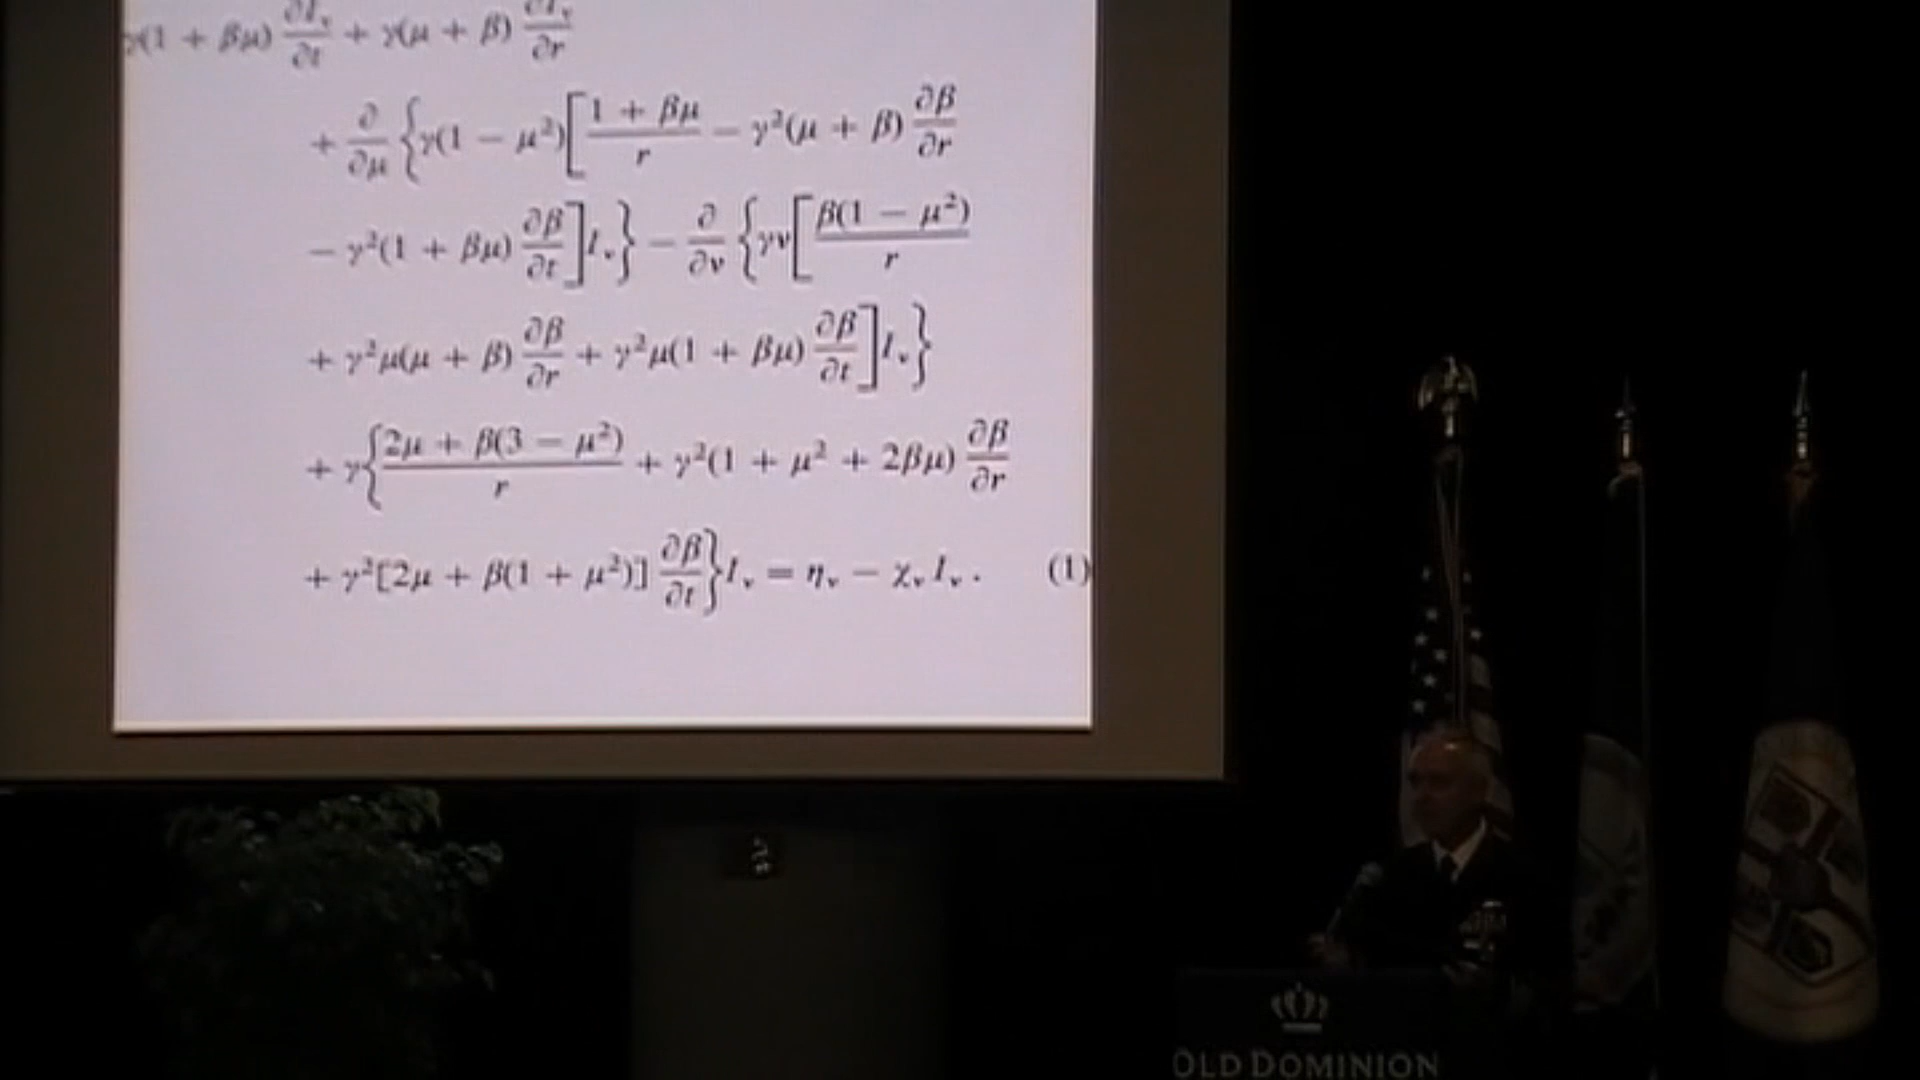 γ(1 + βμ) ∂I_ν/∂t + γ(μ + β) ∂I_ν/∂r
+ ∂/∂μ {γ(1 − μ²)[(1 + βμ)/r − γ²(μ + β) ∂β/∂r
− γ²(1 + βμ) ∂β/∂t] I_ν} − ∂/∂ν {γν[β(1 − μ²)/r
+ γ²μ(μ + β) ∂β/∂r + γ²μ(1 + βμ) ∂β/∂t] I_ν}
+ γ{(2μ + β(3 − μ²))/r + γ²(1 + μ² + 2βμ) ∂β/∂r
+ γ²[2μ + β(1 + μ²)] ∂β/∂t} I_ν = η_ν − χ_ν I_ν . (1)
OLD DOMINION